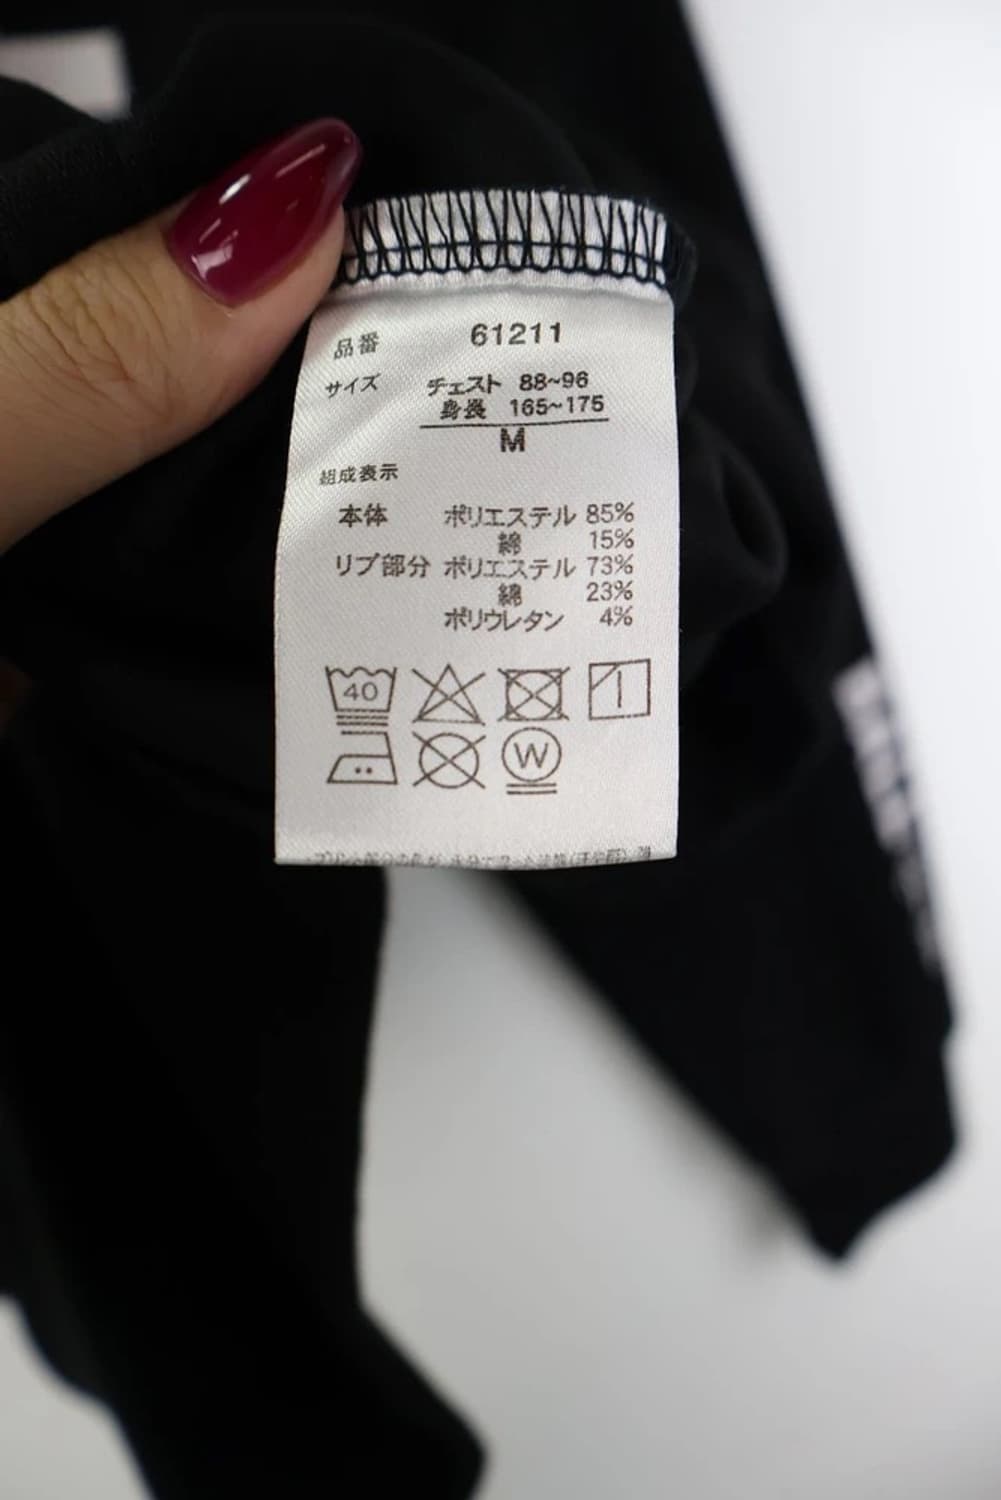 品番 61211
サイズ チェスト 88~96
身長 165~175
M
組成表示
本体 ポリエステル 85%
綿 15%
リブ部分 ポリエステル 73%
綿 23%
ポリウレタン 4%
40
W